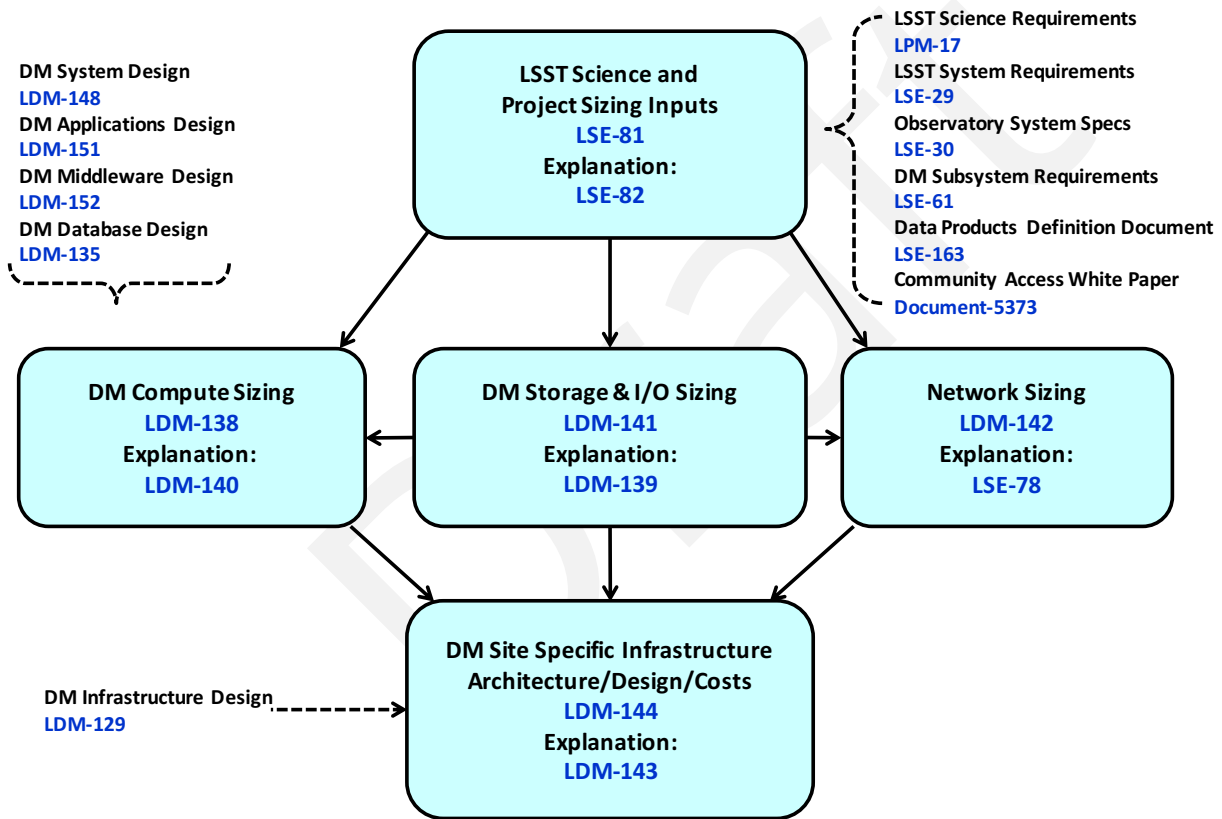 DM System Design
LDM-148
DM Applications Design
LDM-151
DM Middleware Design
LDM-152
DM Database Design
LDM-135
LSST Science and
Project Sizing Inputs
LSE-81
Explanation:
LSE-82
LSST Science Requirements
LPM-17
LSST System Requirements
LSE-29
Observatory System Specs
LSE-30
DM Subsystem Requirements
LSE-61
Data Products Definition Document
LSE-163
Community Access White Paper
Document-5373
DM Compute Sizing
LDM-138
Explanation:
LDM-140
DM Storage & I/O Sizing
LDM-141
Explanation:
LDM-139
Network Sizing
LDM-142
Explanation:
LSE-78
DM Infrastructure Design
LDM-129
DM Site Specific Infrastructure
Architecture/Design/Costs
LDM-144
Explanation:
LDM-143
Draft